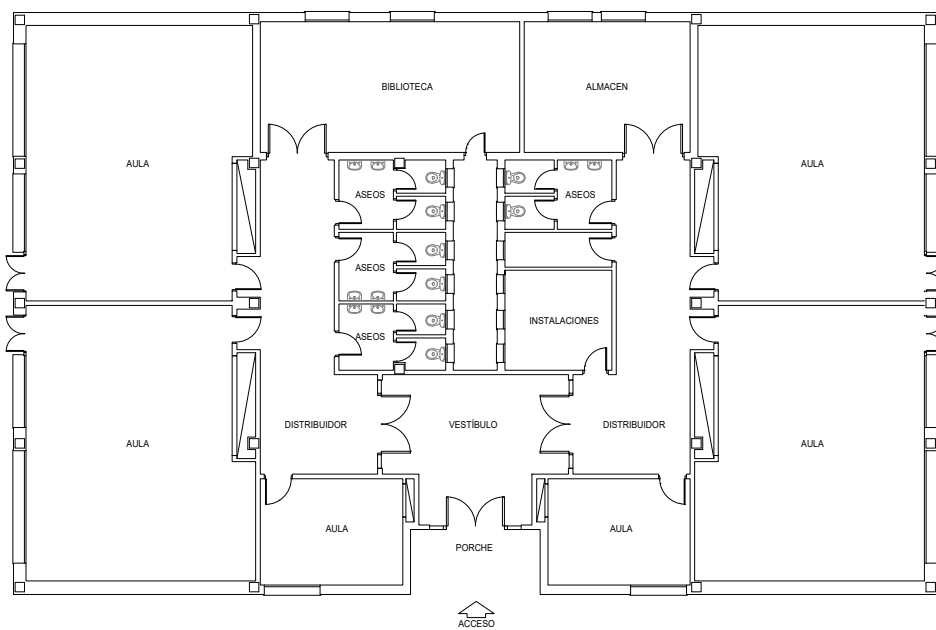 BIBLIOTECA
ALMACEN
AULA
AULA
ASEOS
ASEOS
ASEOS
ASEOS
INSTALACIONES
DISTRIBUIDOR
VESTÍBULO
DISTRIBUIDOR
AULA
AULA
AULA
AULA
PORCHE
ACCESO